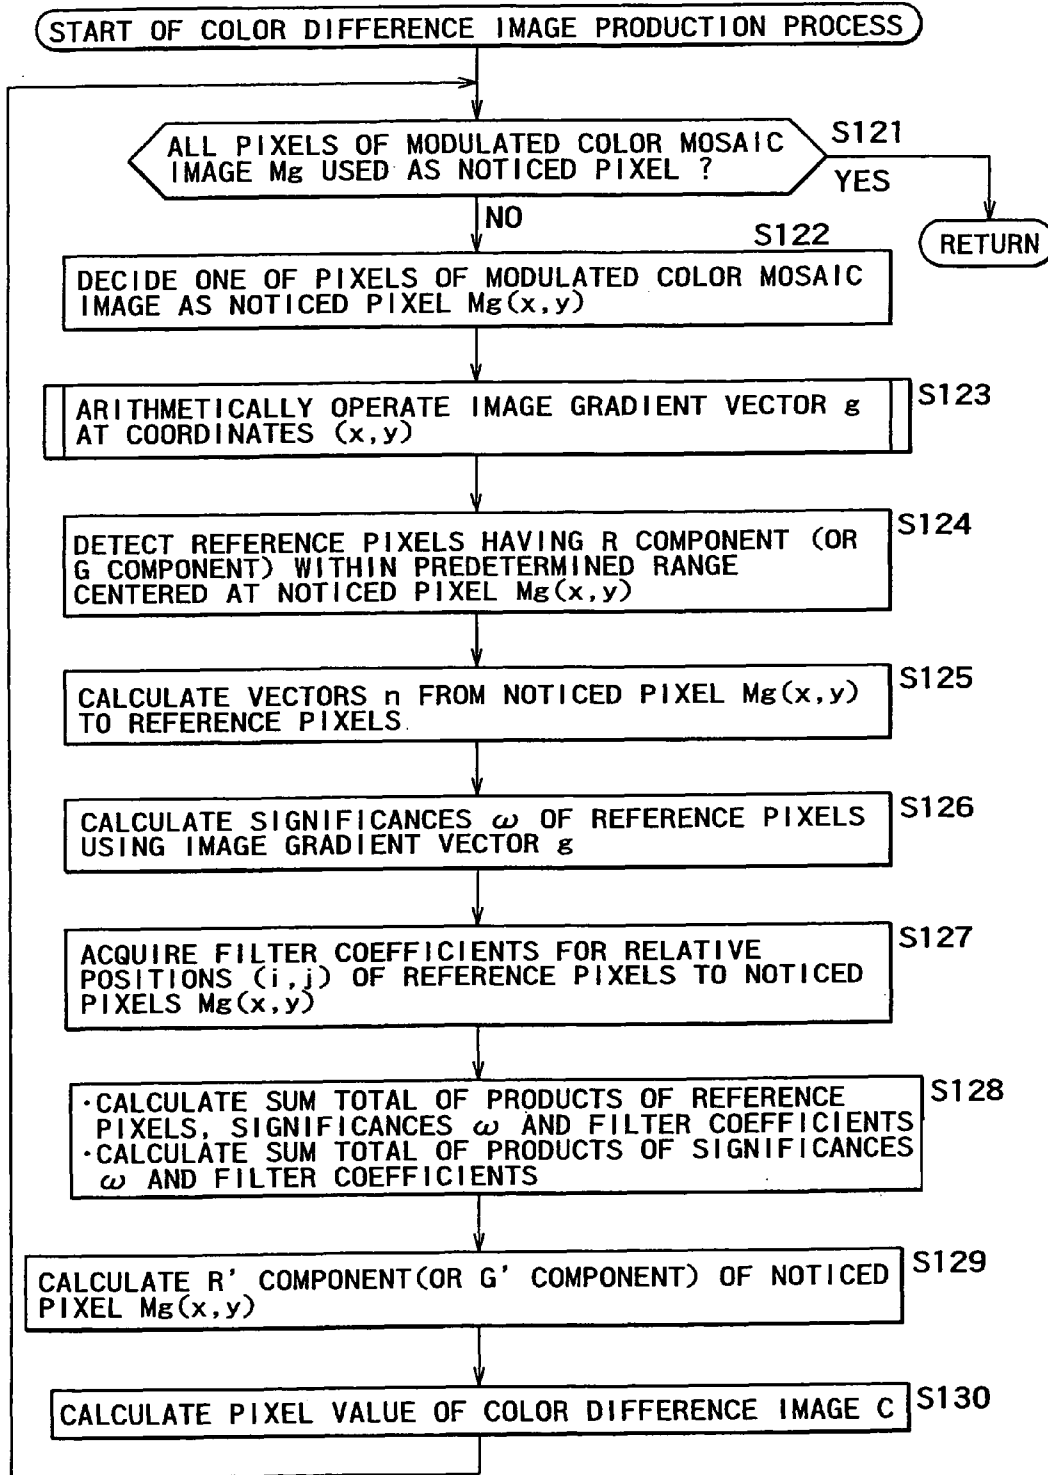 START OF COLOR DIFFERENCE IMAGE PRODUCTION PROCESS
ALL PIXELS OF MODULATED COLOR MOSAIC
IMAGE Mg USED AS NOTICED PIXEL ?
S121
YES
NO
RETURN
S122
DECIDE ONE OF PIXELS OF MODULATED COLOR MOSAIC
IMAGE AS NOTICED PIXEL Mg(x,y)
S123
ARITHMETICALLY OPERATE IMAGE GRADIENT VECTOR g
AT COORDINATES (x,y)
S124
DETECT REFERENCE PIXELS HAVING R COMPONENT (OR
G COMPONENT) WITHIN PREDETERMINED RANGE
CENTERED AT NOTICED PIXEL Mg(x,y)
S125
CALCULATE VECTORS n FROM NOTICED PIXEL Mg(x,y)
TO REFERENCE PIXELS
S126
CALCULATE SIGNIFICANCES ω OF REFERENCE PIXELS
USING IMAGE GRADIENT VECTOR g
S127
ACQUIRE FILTER COEFFICIENTS FOR RELATIVE
POSITIONS (i,j) OF REFERENCE PIXELS TO NOTICED
PIXELS Mg(x,y)
S128
·CALCULATE SUM TOTAL OF PRODUCTS OF REFERENCE
PIXELS, SIGNIFICANCES ω AND FILTER COEFFICIENTS
·CALCULATE SUM TOTAL OF PRODUCTS OF SIGNIFICANCES
ω AND FILTER COEFFICIENTS
S129
CALCULATE R' COMPONENT(OR G' COMPONENT) OF NOTICED
PIXEL Mg(x,y)
S130
CALCULATE PIXEL VALUE OF COLOR DIFFERENCE IMAGE C